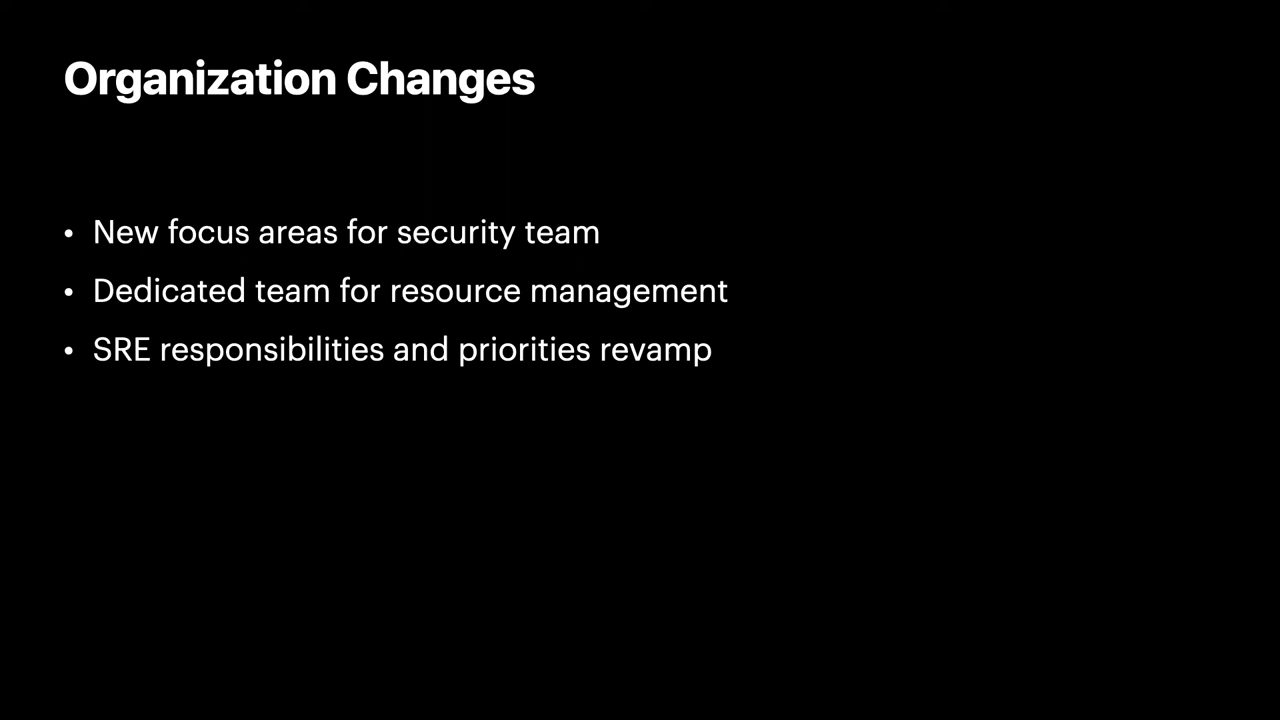 Organization Changes
• New focus areas for security team
• Dedicated team for resource management
• SRE responsibilities and priorities revamp